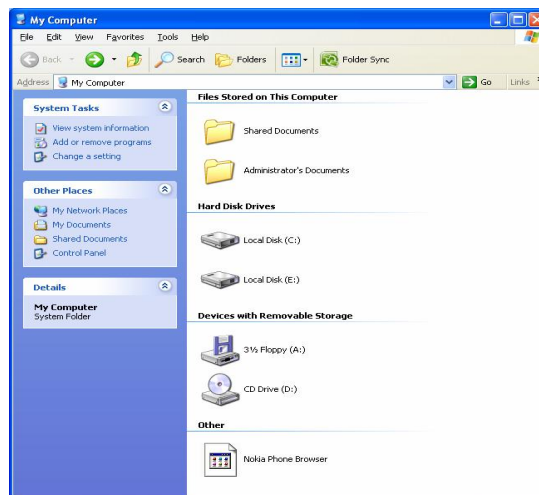 My Computer
File Edit View Favorites Tools Help
Back Search Folders Folder Sync
Address My Computer Go Links
System Tasks
View system information
Add or remove programs
Change a setting
Other Places
My Network Places
My Documents
Shared Documents
Control Panel
Details
My Computer
System Folder
Files Stored on This Computer
Shared Documents
Administrator's Documents
Hard Disk Drives
Local Disk (C:)
Local Disk (E:)
Devices with Removable Storage
3½ Floppy (A:)
CD Drive (D:)
Other
Nokia Phone Browser